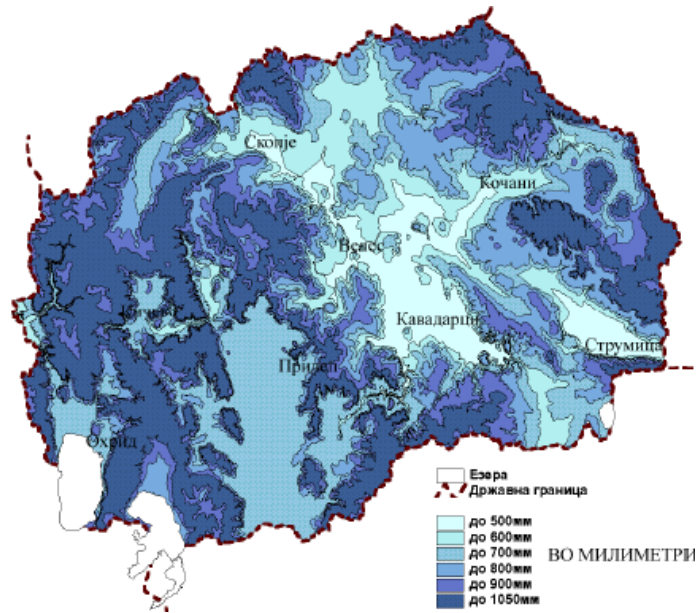 Скопје
Кочани
Велес
Кавадарци
Струмица
Прилеп
Охрид
Езера
Државна граница
до 500мм
до 600мм
до 700мм
до 800мм
до 900мм
до 1050мм
ВО МИЛИМЕТРИ